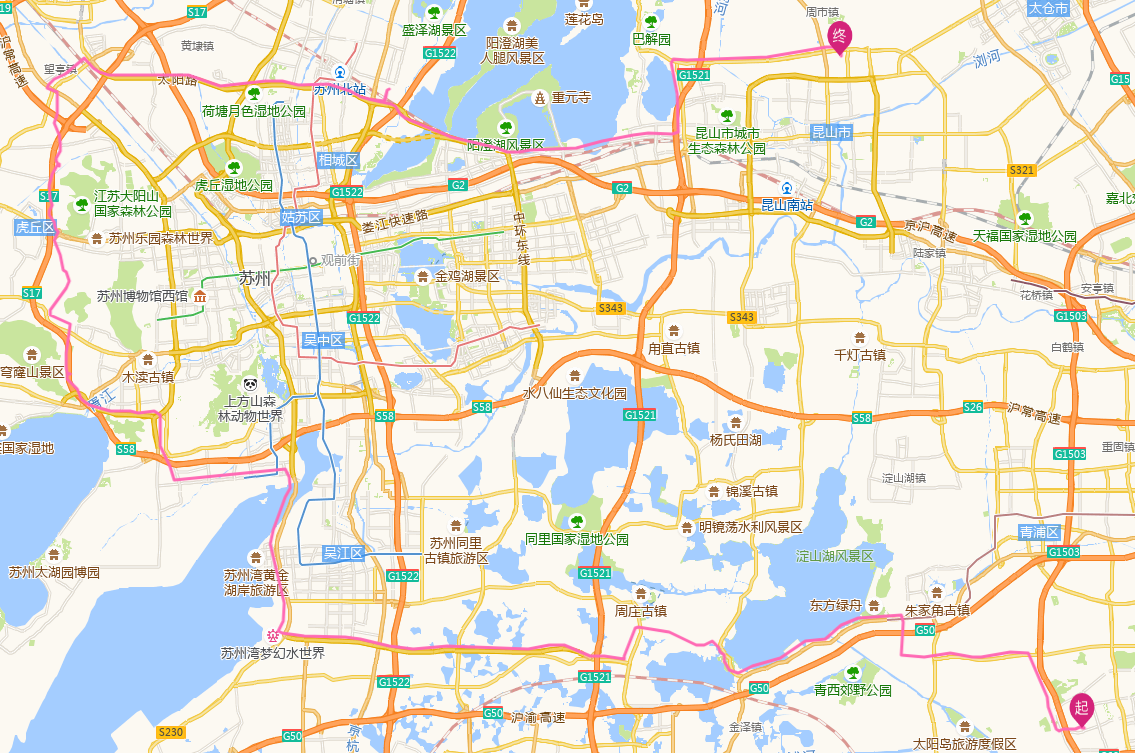 S17
清塘镇
盛泽湖景区
莲花岛
周市镇
太仓市
黄埭镇
阳澄湖美
人腿风景区
巴解园
终
G1522
沪常高速
望亭镇
太阳路
苏州北站
G1521
浏河
G15
荷塘月色湿地公园
重元寺
昆山市城市
生态森林公园
昆山市
阳澄湖风景区
相城区
S321
虎丘湿地公园
G1522
G2
G2
江苏大阳山
国家森林公园
S17
虎丘区
姑苏区
娄江快速路
中环东线
昆山南站
G2
京沪高速
天福国家湿地公园
苏州乐园森林世界
陆家镇
观前街
苏州
金鸡湖景区
苏州博物馆西馆
S17
花桥镇
安亭镇
G1522
S343
S343
G1503
吴中区
甪直古镇
千灯古镇
白鹤镇
穹窿山景区
木渎古镇
上方山森
林动物世界
水八仙生态文化园
胥江
S58
S58
G1521
S58
S26
沪常高速
杨氏田湖
国家湿地
S58
G1503
重固镇
淀山湖镇
锦溪古镇
明镜荡水利风景区
苏州同里
古镇旅游区
同里国家湿地公园
青浦区
G1503
吴江区
淀山湖风景区
苏州太湖园博园
苏州湾黄金
湖岸旅游区
G1522
G1521
周庄古镇
东方绿舟
朱家角古镇
G50
苏州湾梦幻水世界
G1521
G1522
G50
青西郊野公园
起
G50
沪渝高速
金泽镇
S230
G50
太阳岛旅游度假区